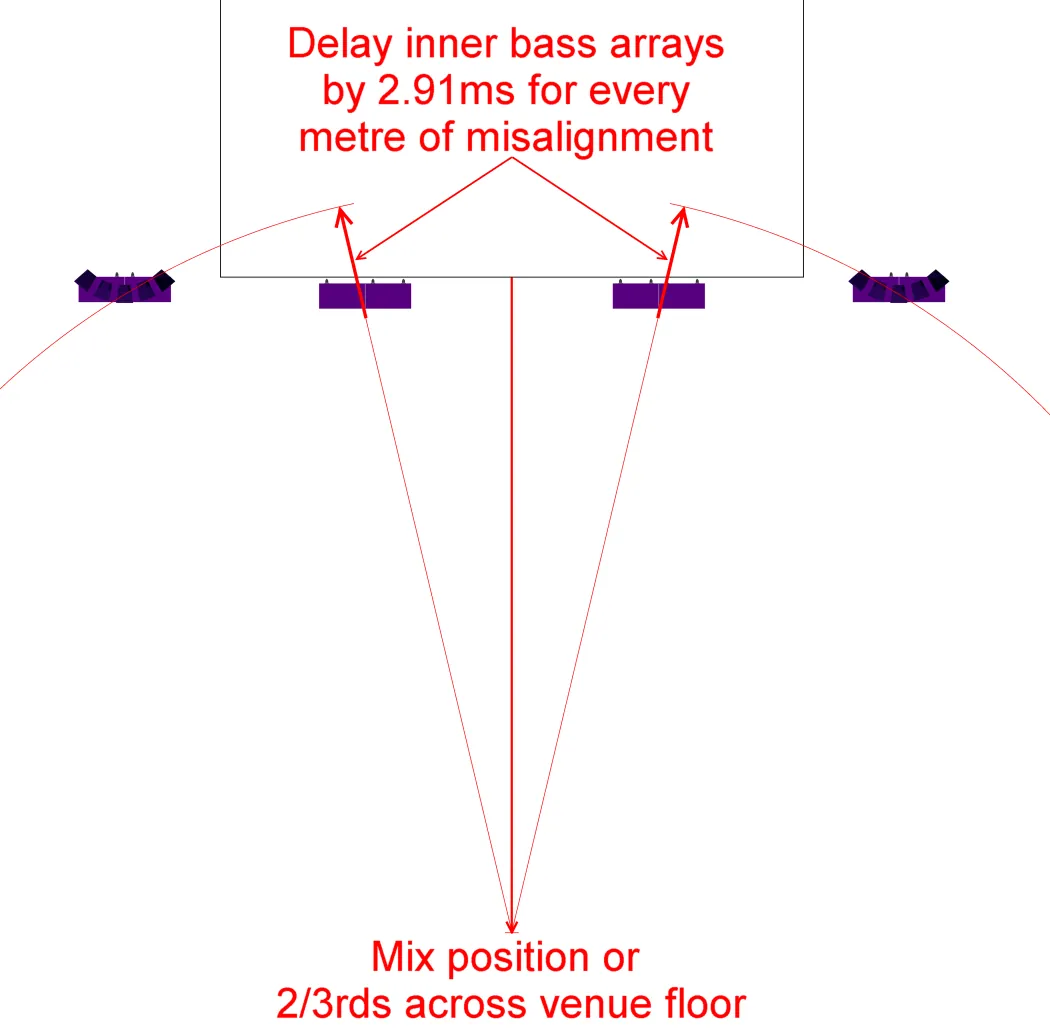 Delay inner bass arrays
by 2.91ms for every
metre of misalignment
Mix position or
2/3rds across venue floor